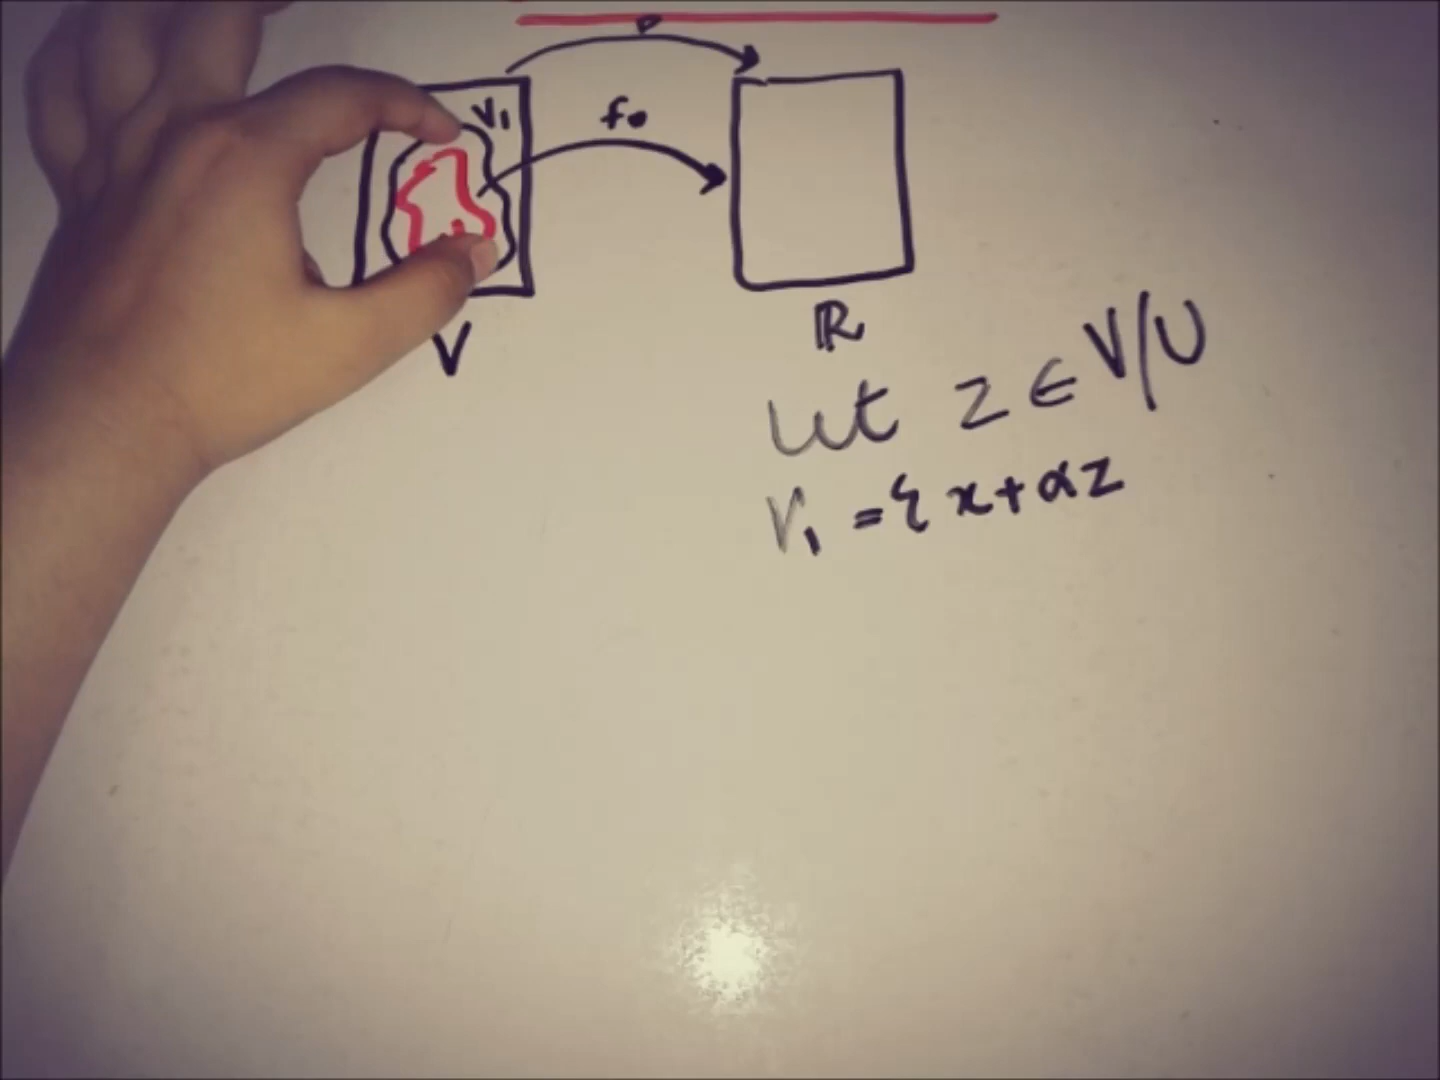 P
V₁
f₀
V
ℝ
Let z ∈ V/U
V₁ = { x + αz